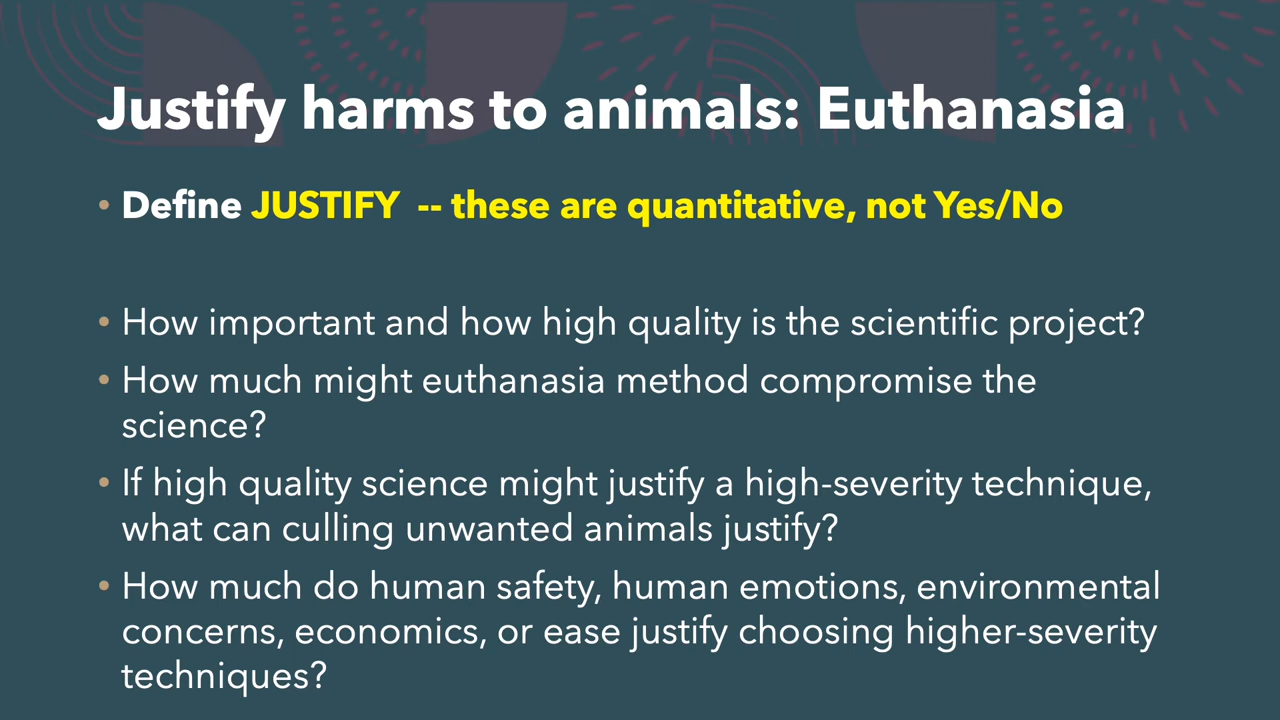 Justify harms to animals: Euthanasia
• Define JUSTIFY -- these are quantitative, not Yes/No
• How important and how high quality is the scientific project?
• How much might euthanasia method compromise the
science?
• If high quality science might justify a high-severity technique,
what can culling unwanted animals justify?
• How much do human safety, human emotions, environmental
concerns, economics, or ease justify choosing higher-severity
techniques?